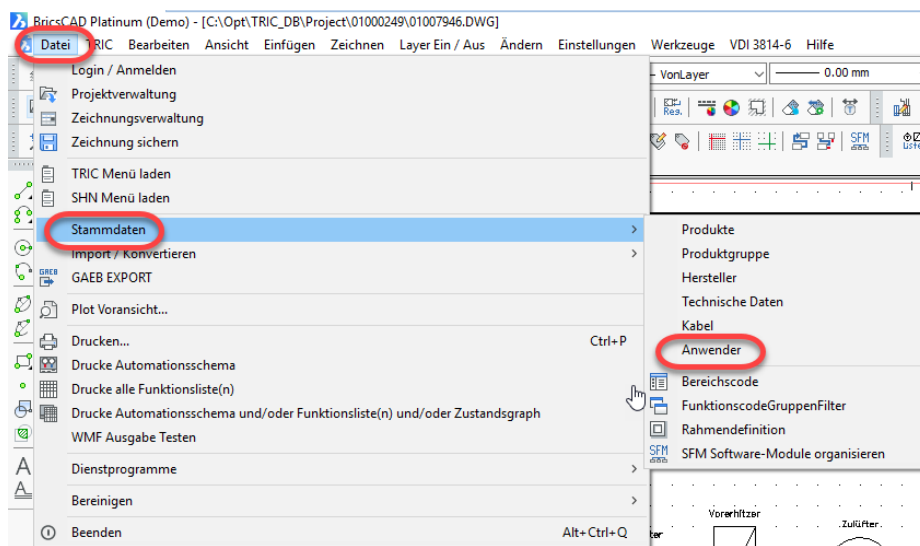 BricsCAD Platinum (Demo) - [C:\Opt\TRIC_DB\Project\01000249\01007946.DWG]
Datei TRIC Bearbeiten Ansicht Einfügen Zeichnen Layer Ein / Aus Ändern Einstellungen Werkzeuge VDI 3814-6 Hilfe
Login / Anmelden
VonLayer 0.00 mm
Projektverwaltung
Res.
Zeichnungsverwaltung
Zeichnung sichern
SFM
TRIC Menü laden
SHN Menü laden
Stammdaten
Import / Konvertieren
GAEB GAEB EXPORT
Plot Voransicht...
Drucken... Ctrl+P
Drucke Automationsschema
Drucke alle Funktionsliste(n)
Drucke Automationsschema und/oder Funktionsliste(n) und/oder Zustandsgraph
WMF Ausgabe Testen
Dienstprogramme
Bereinigen
Beenden Alt+Ctrl+Q
Produkte
Produktgruppe
Hersteller
Technische Daten
Kabel
Anwender
Bereichscode
FunktionscodeGruppenFilter
Rahmendefinition
SFM SFM Software-Module organisieren
A
A
Vorerhitzer
Zulüfter